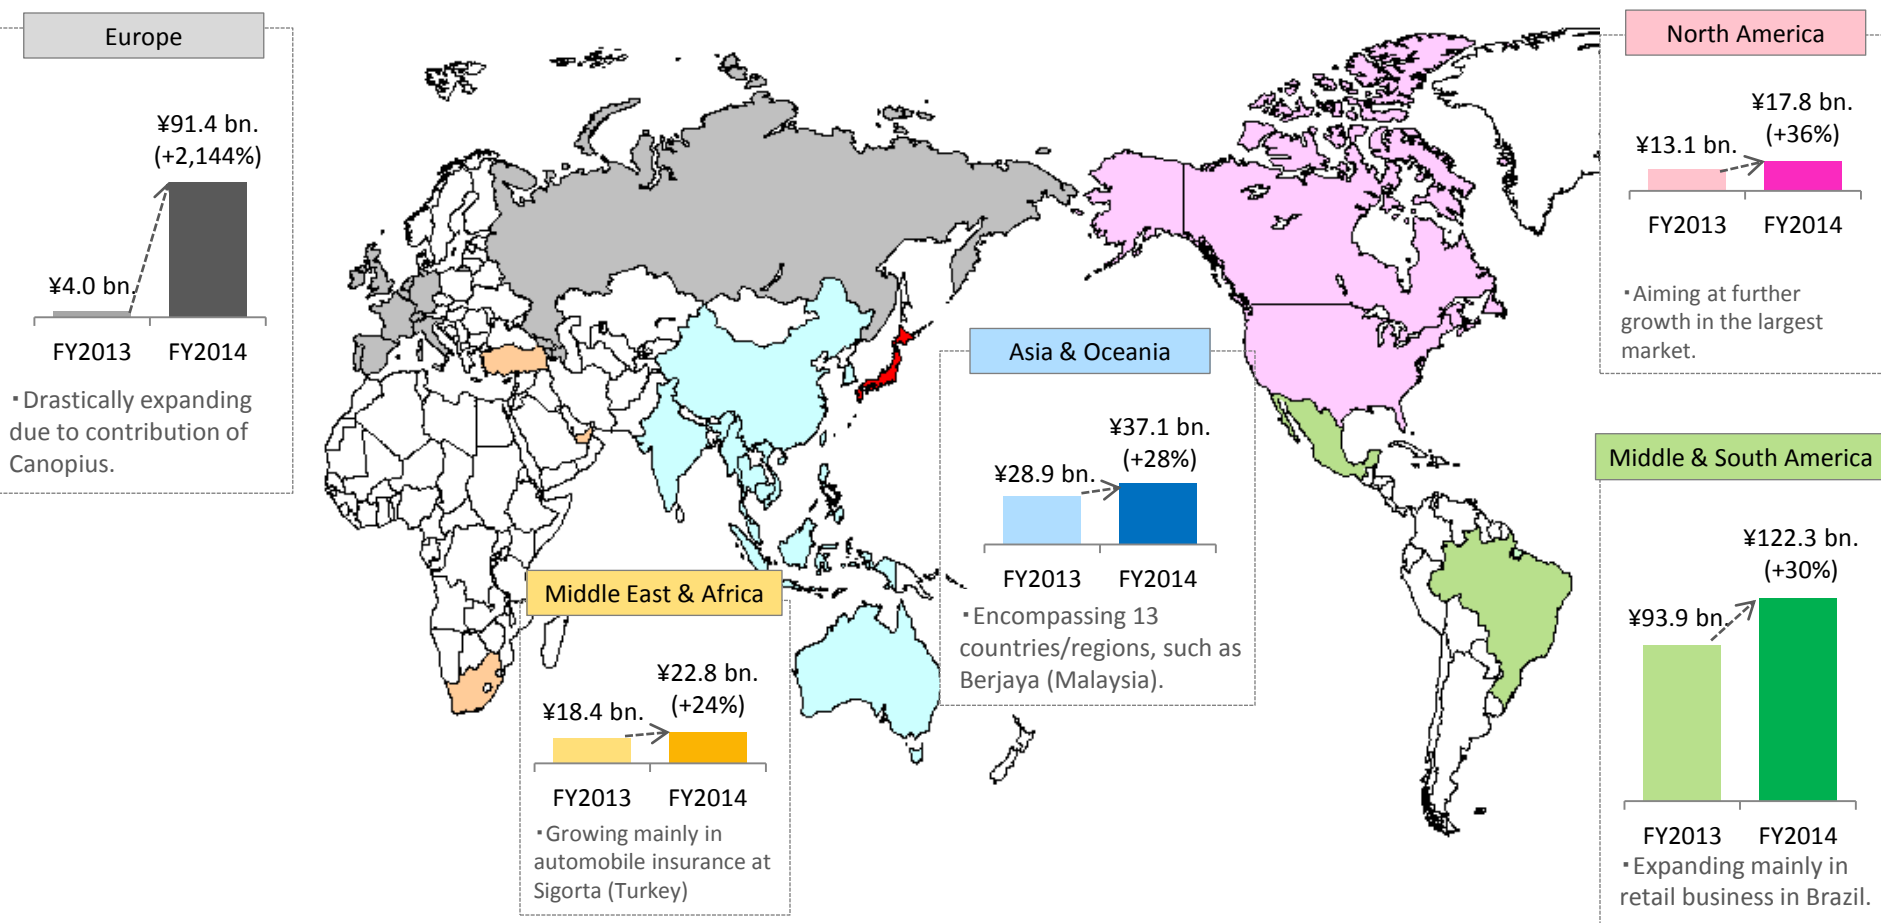 Europe
¥91.4 bn.
(+2,144%)
¥4.0 bn.
FY2013
FY2014
・Drastically expanding
due to contribution of
Canopius.
North America
¥17.8 bn.
(+36%)
¥13.1 bn.
FY2013
FY2014
・Aiming at further
growth in the largest
market.
Asia & Oceania
¥37.1 bn.
(+28%)
¥28.9 bn.
FY2013
FY2014
・Encompassing 13
countries/regions, such as
Berjaya (Malaysia).
Middle & South America
¥122.3 bn.
(+30%)
¥93.9 bn.
FY2013
FY2014
・Expanding mainly in
retail business in Brazil.
Middle East & Africa
¥22.8 bn.
(+24%)
¥18.4 bn.
FY2013
FY2014
・Growing mainly in
automobile insurance at
Sigorta (Turkey)